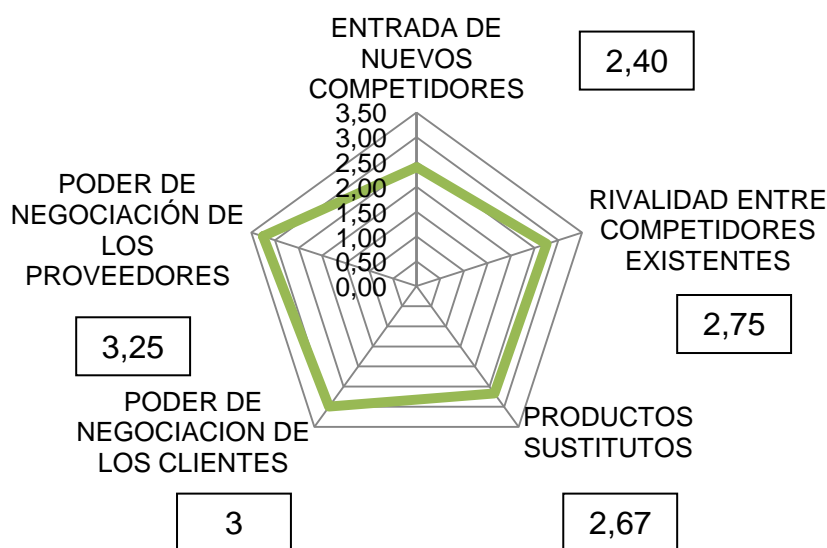 ENTRADA DE
NUEVOS
COMPETIDORES
2,40
3,50
3,00
2,50
2,00
1,50
1,00
0,50
0,00
RIVALIDAD ENTRE
COMPETIDORES
EXISTENTES
2,75
PRODUCTOS
SUSTITUTOS
2,67
PODER DE
NEGOCIACION DE
LOS CLIENTES
3
PODER DE
NEGOCIACIÓN DE
LOS
PROVEEDORES
3,25